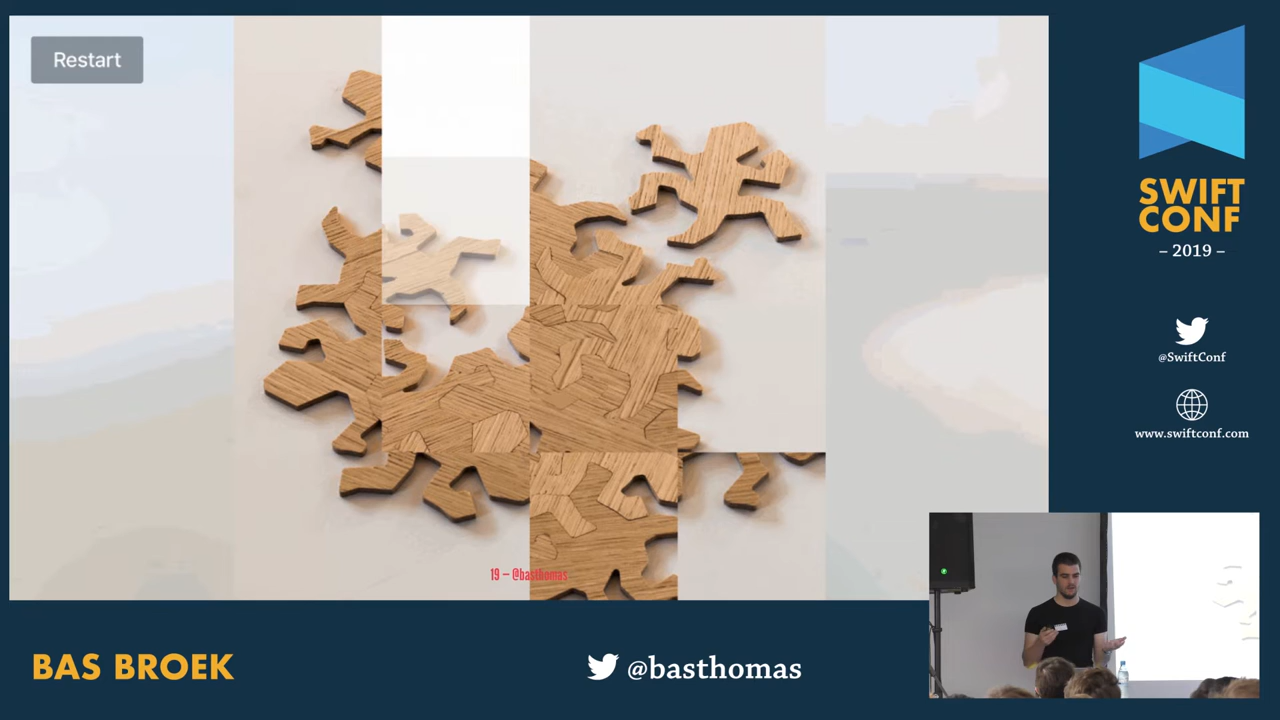 Restart
19 — @basthomas
SWIFT
CONF
– 2019 –
@SwiftConf
www.swiftconf.com
BAS BROEK
@basthomas